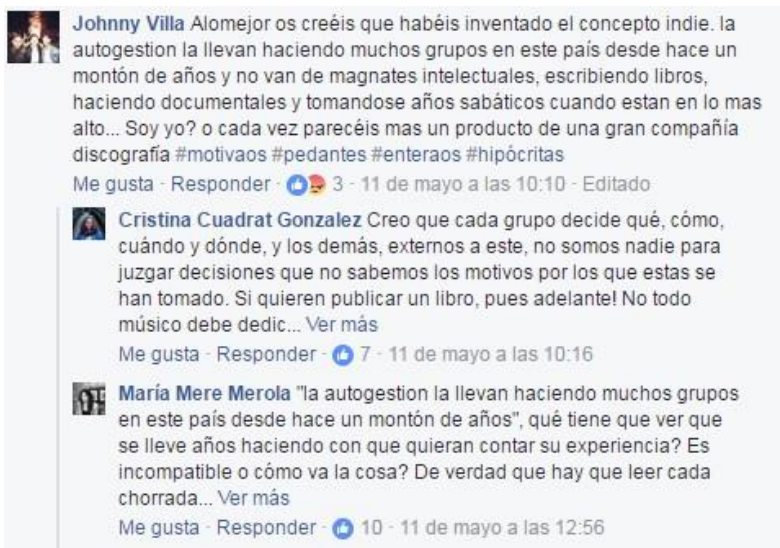 Johnny Villa Alomejor os creéis que habéis inventado el concepto indie. la
autogestion la llevan haciendo muchos grupos en este país desde hace un
montón de años y no van de magnates intelectuales, escribiendo libros,
haciendo documentales y tomandose años sabáticos cuando estan en lo mas
alto... Soy yo? o cada vez parecéis mas un producto de una gran compañía
discografía #motivaos #pedantes #enteraos #hipócritas
Me gusta · Responder · 3 · 11 de mayo a las 10:10 · Editado
Cristina Cuadrat Gonzalez Creo que cada grupo decide qué, cómo,
cuándo y dónde, y los demás, externos a este, no somos nadie para
juzgar decisiones que no sabemos los motivos por los que estas se
han tomado. Si quieren publicar un libro, pues adelante! No todo
músico debe dedic... Ver más
Me gusta · Responder · 7 · 11 de mayo a las 10:16
María Mere Merola "la autogestion la llevan haciendo muchos grupos
en este país desde hace un montón de años", qué tiene que ver que
se lleve años haciendo con que quieran contar su experiencia? Es
incompatible o cómo va la cosa? De verdad que hay que leer cada
chorrada... Ver más
Me gusta · Responder · 10 · 11 de mayo a las 12:56